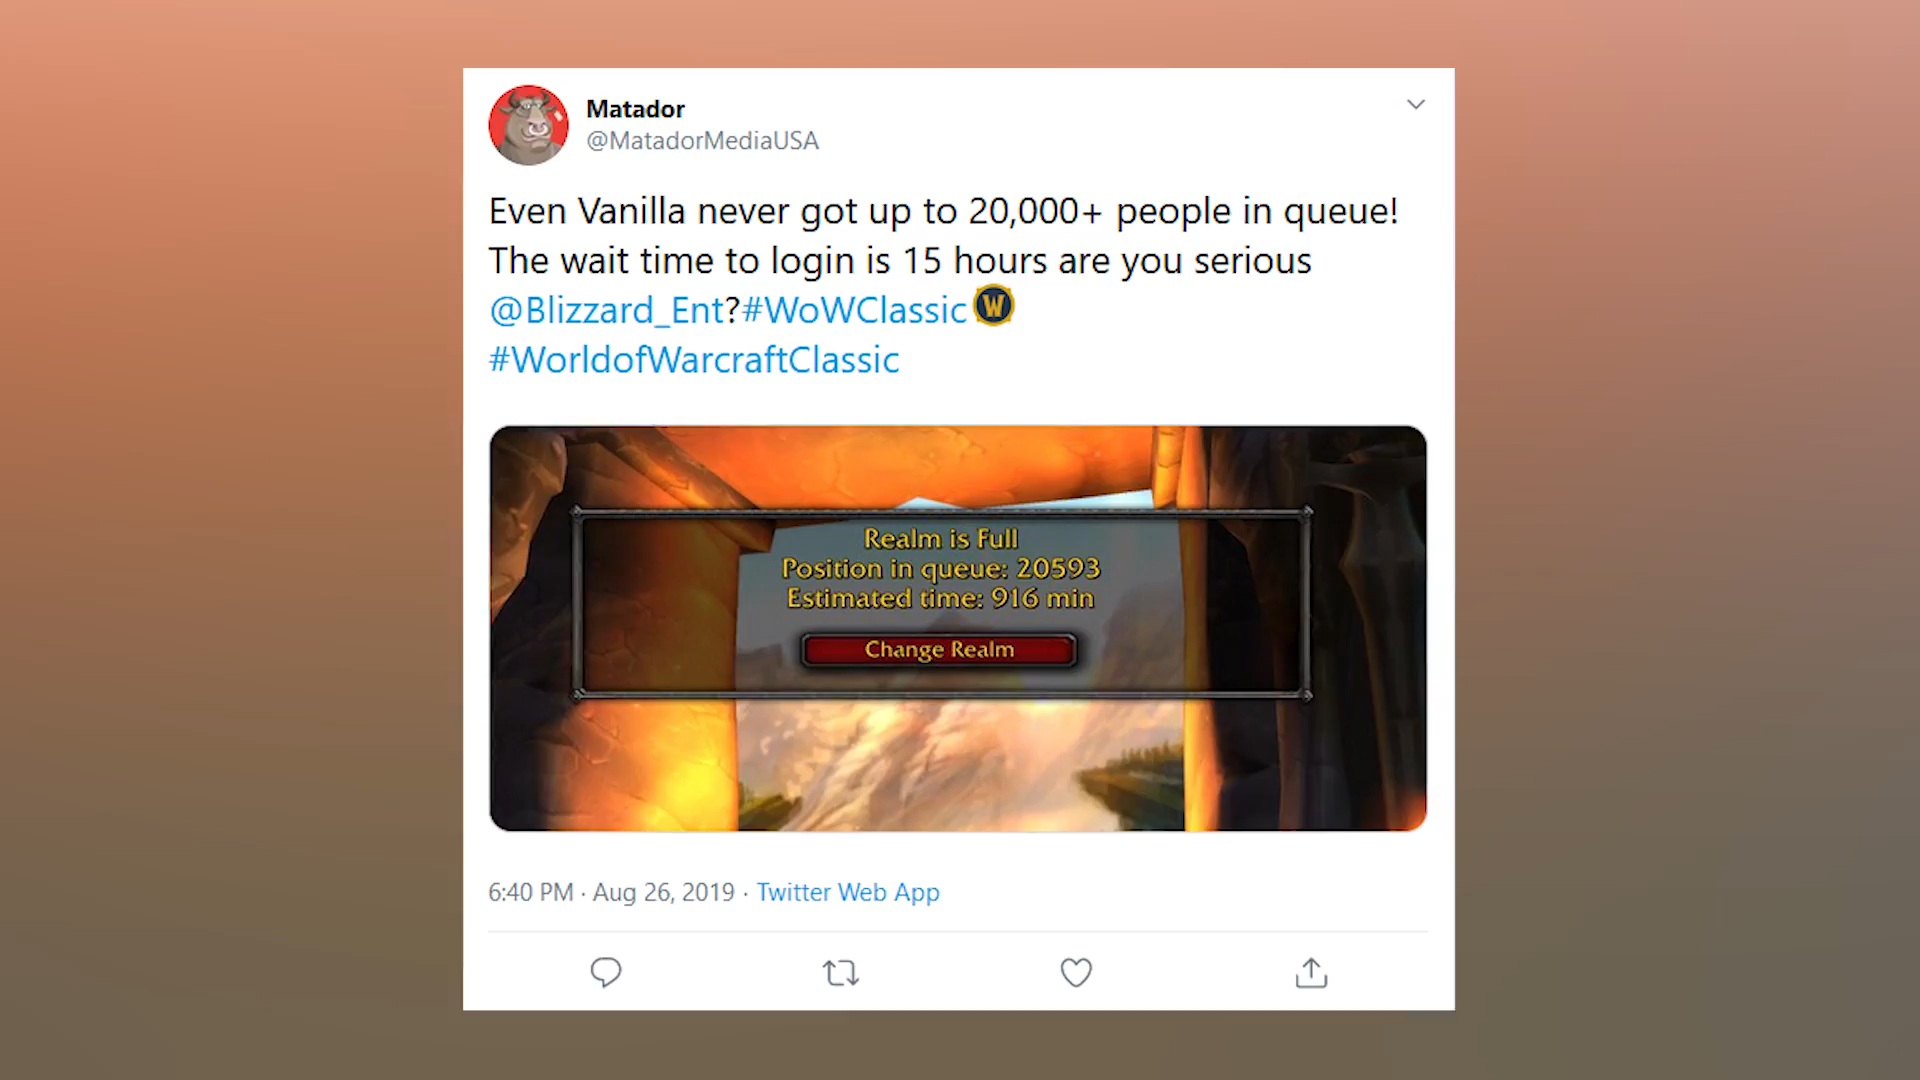 Matador
@MatadorMediaUSA
Even Vanilla never got up to 20,000+ people in queue!
The wait time to login is 15 hours are you serious
@Blizzard_Ent?#WoWClassic W
#WorldofWarcraftClassic
Realm is Full
Position in queue: 20593
Estimated time: 916 min
Change Realm
6:40 PM · Aug 26, 2019 · Twitter Web App